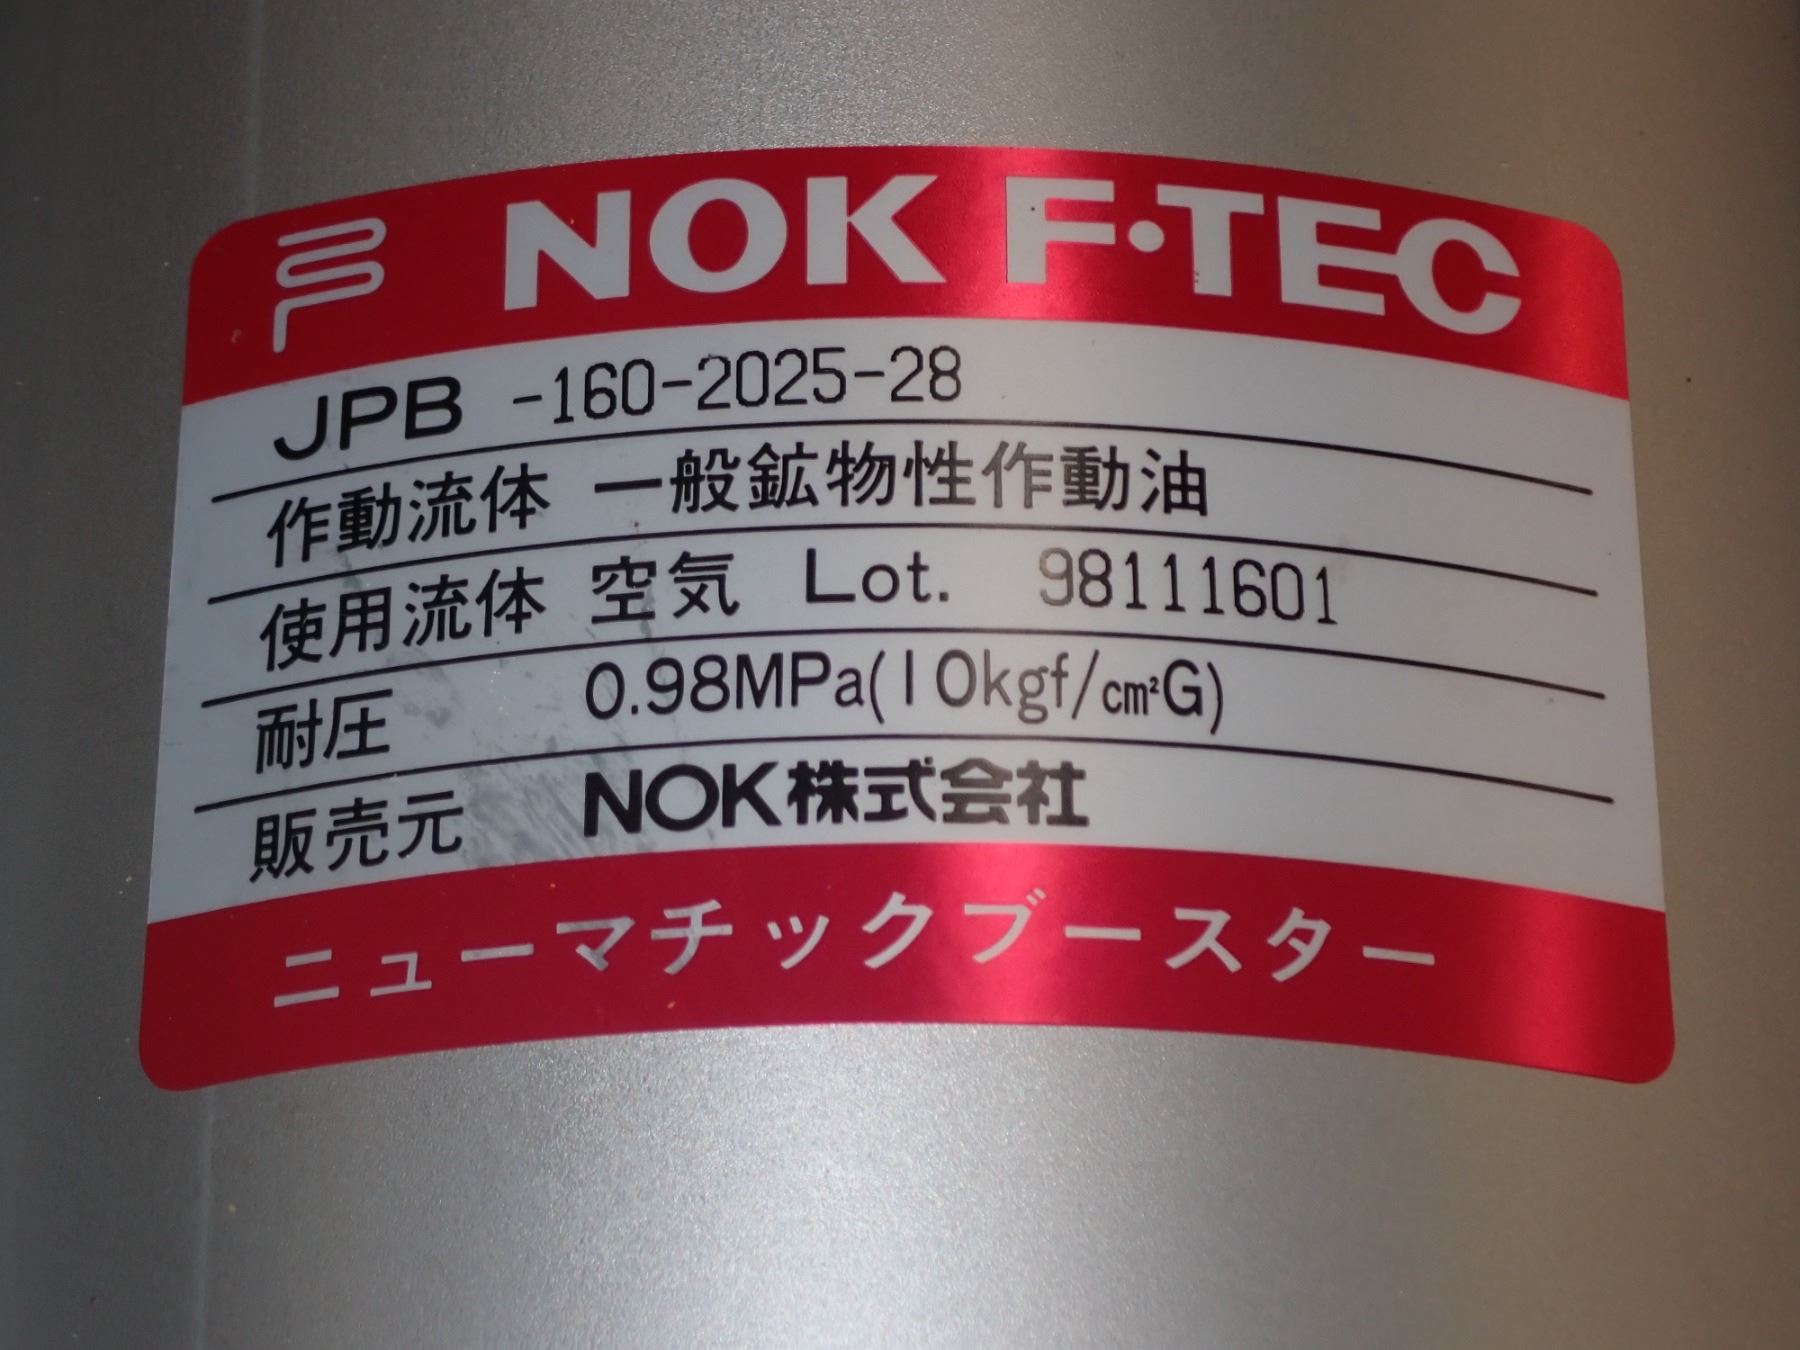 NOK F·TEC
JPB -160-2025-28
作動流体 一般鉱物性作動油
使用流体 空気 Lot. 98111601
耐圧 0.98MPa(10kgf/cm²G)
販売元 NOK株式会社
ニューマチックブースター